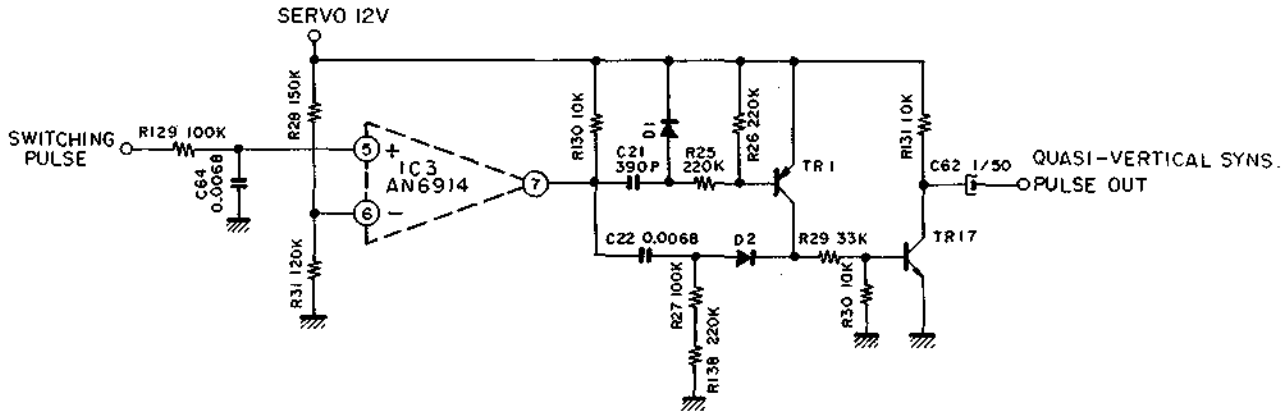 SERVO 12V
SWITCHING
PULSE
R129 100K
C64
0.0068
R28 150K
R31 120K
5
+
6
−
IC3
AN6914
7
R130 10K
C21
390P
D1
R25
220K
R26 220K
TR1
C22 0.0068
D2
R27 100K
R138 220K
R29 33K
R30 10K
R131 10K
TR17
C62 1/50
QUASI-VERTICAL SYNS.
PULSE OUT